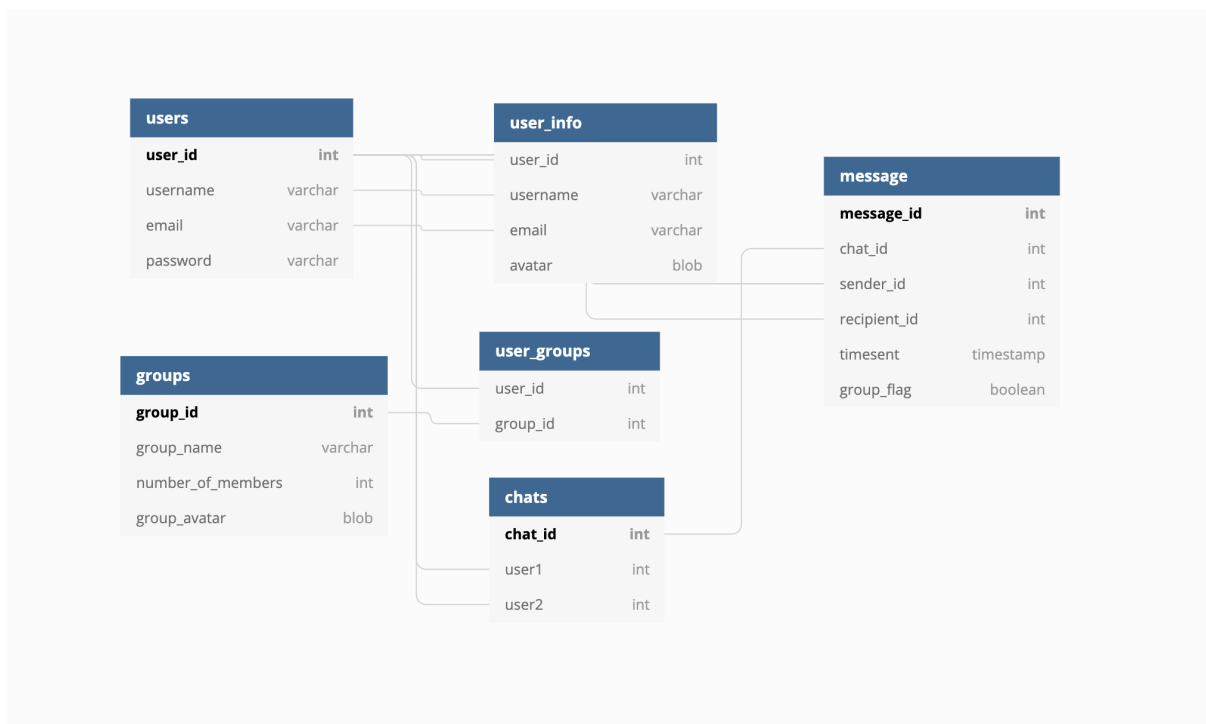 users
user_id int
username varchar
email varchar
password varchar
user_info
user_id int
username varchar
email varchar
avatar blob
message
message_id int
chat_id int
sender_id int
recipient_id int
timesent timestamp
group_flag boolean
groups
group_id int
group_name varchar
number_of_members int
group_avatar blob
user_groups
user_id int
group_id int
chats
chat_id int
user1 int
user2 int